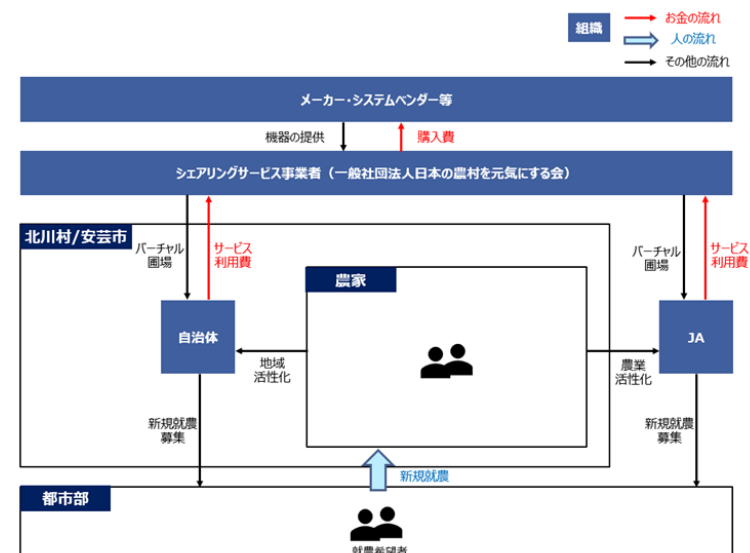 組織
お金の流れ
人の流れ
その他の流れ
メーカー・システムベンダー等
機器の提供
購入費
シェアリングサービス事業者（一般社団法人日本の農村を元気にする会）
北川村/安芸市
バーチャル
圃場
サービス
利用費
バーチャル
圃場
サービス
利用費
農家
自治体
JA
地域
活性化
農業
活性化
新規就農
募集
新規就農
募集
新規就農
都市部
就農希望者